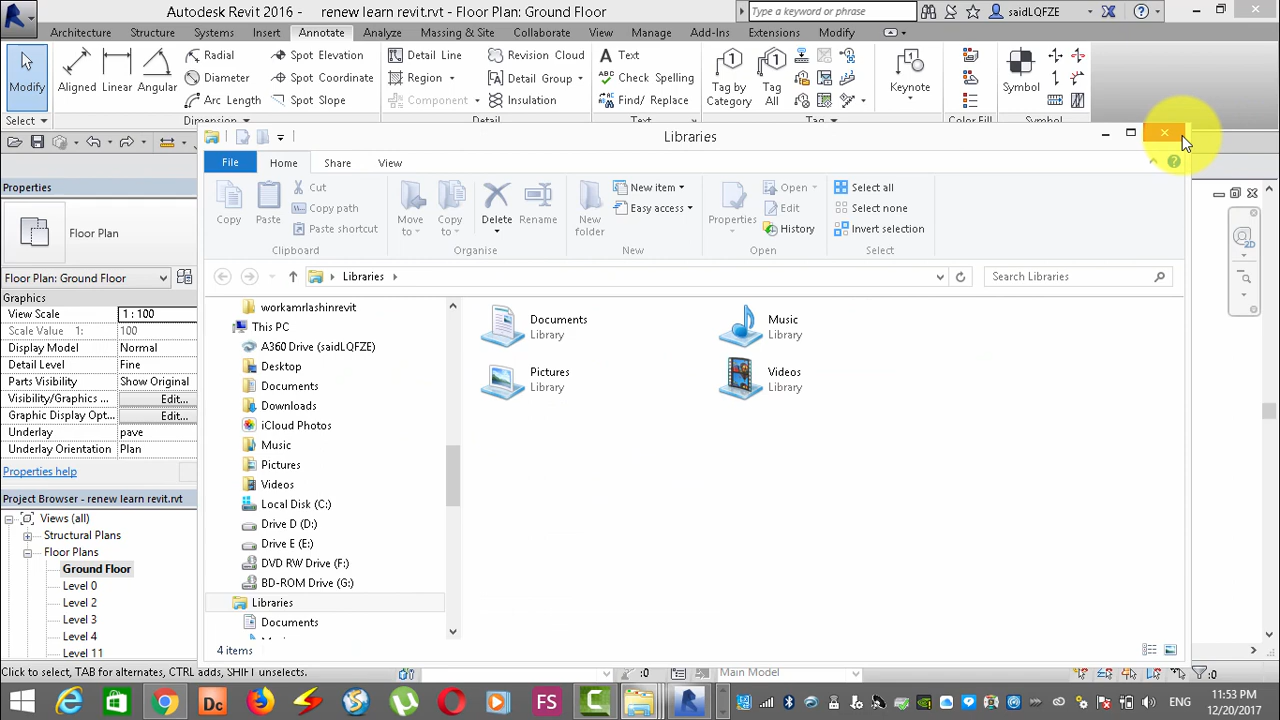 Autodesk Revit 2016 - renew learn revit.rvt - Floor Plan: Ground Floor
Type a keyword or phrase
saidLQFZE
Architecture Structure Systems Insert Annotate Analyze Massing & Site Collaborate View Manage Add-Ins Extensions Modify
Modify
Select
Aligned
Linear
Angular
Radial
Diameter
Arc Length
Spot Elevation
Spot Coordinate
Spot Slope
Dimension
Detail Line
Region
Component
Revision Cloud
Detail Group
Insulation
Detail
Text
Check Spelling
Find/ Replace
Text
Tag by
Category
Tag
All
Tag
Keynote
Color Fill
Symbol
Symbol
Libraries
File Home Share View
Copy
Paste
Cut
Copy path
Paste shortcut
Clipboard
Move
to
Copy
to
Delete
Rename
Organise
New
folder
New item
Easy access
New
Properties
Open
Edit
History
Open
Select all
Select none
Invert selection
Select
Libraries
Search Libraries
Properties
Floor Plan
Floor Plan: Ground Floor
Graphics
View Scale 1 : 100
Scale Value 1: 100
Display Model Normal
Detail Level Fine
Parts Visibility Show Original
Visibility/Graphics ... Edit...
Graphic Display Opt... Edit...
Underlay pave
Underlay Orientation Plan
Properties help
Project Browser - renew learn revit.rvt
Views (all)
Structural Plans
Floor Plans
Ground Floor
Level 0
Level 2
Level 3
Level 4
Level 11
workamrlashinrevit
This PC
A360 Drive (saidLQFZE)
Desktop
Documents
Downloads
iCloud Photos
Music
Pictures
Videos
Local Disk (C:)
Drive D (D:)
Drive E (E:)
DVD RW Drive (F:)
BD-ROM Drive (G:)
Libraries
Documents
Documents
Library
Music
Library
Pictures
Library
Videos
Library
2D
4 items
Click to select, TAB for alternates, CTRL adds, SHIFT unselects.
:0
Main Model
:0
Dc
FS
ENG
11:53 PM
12/20/2017